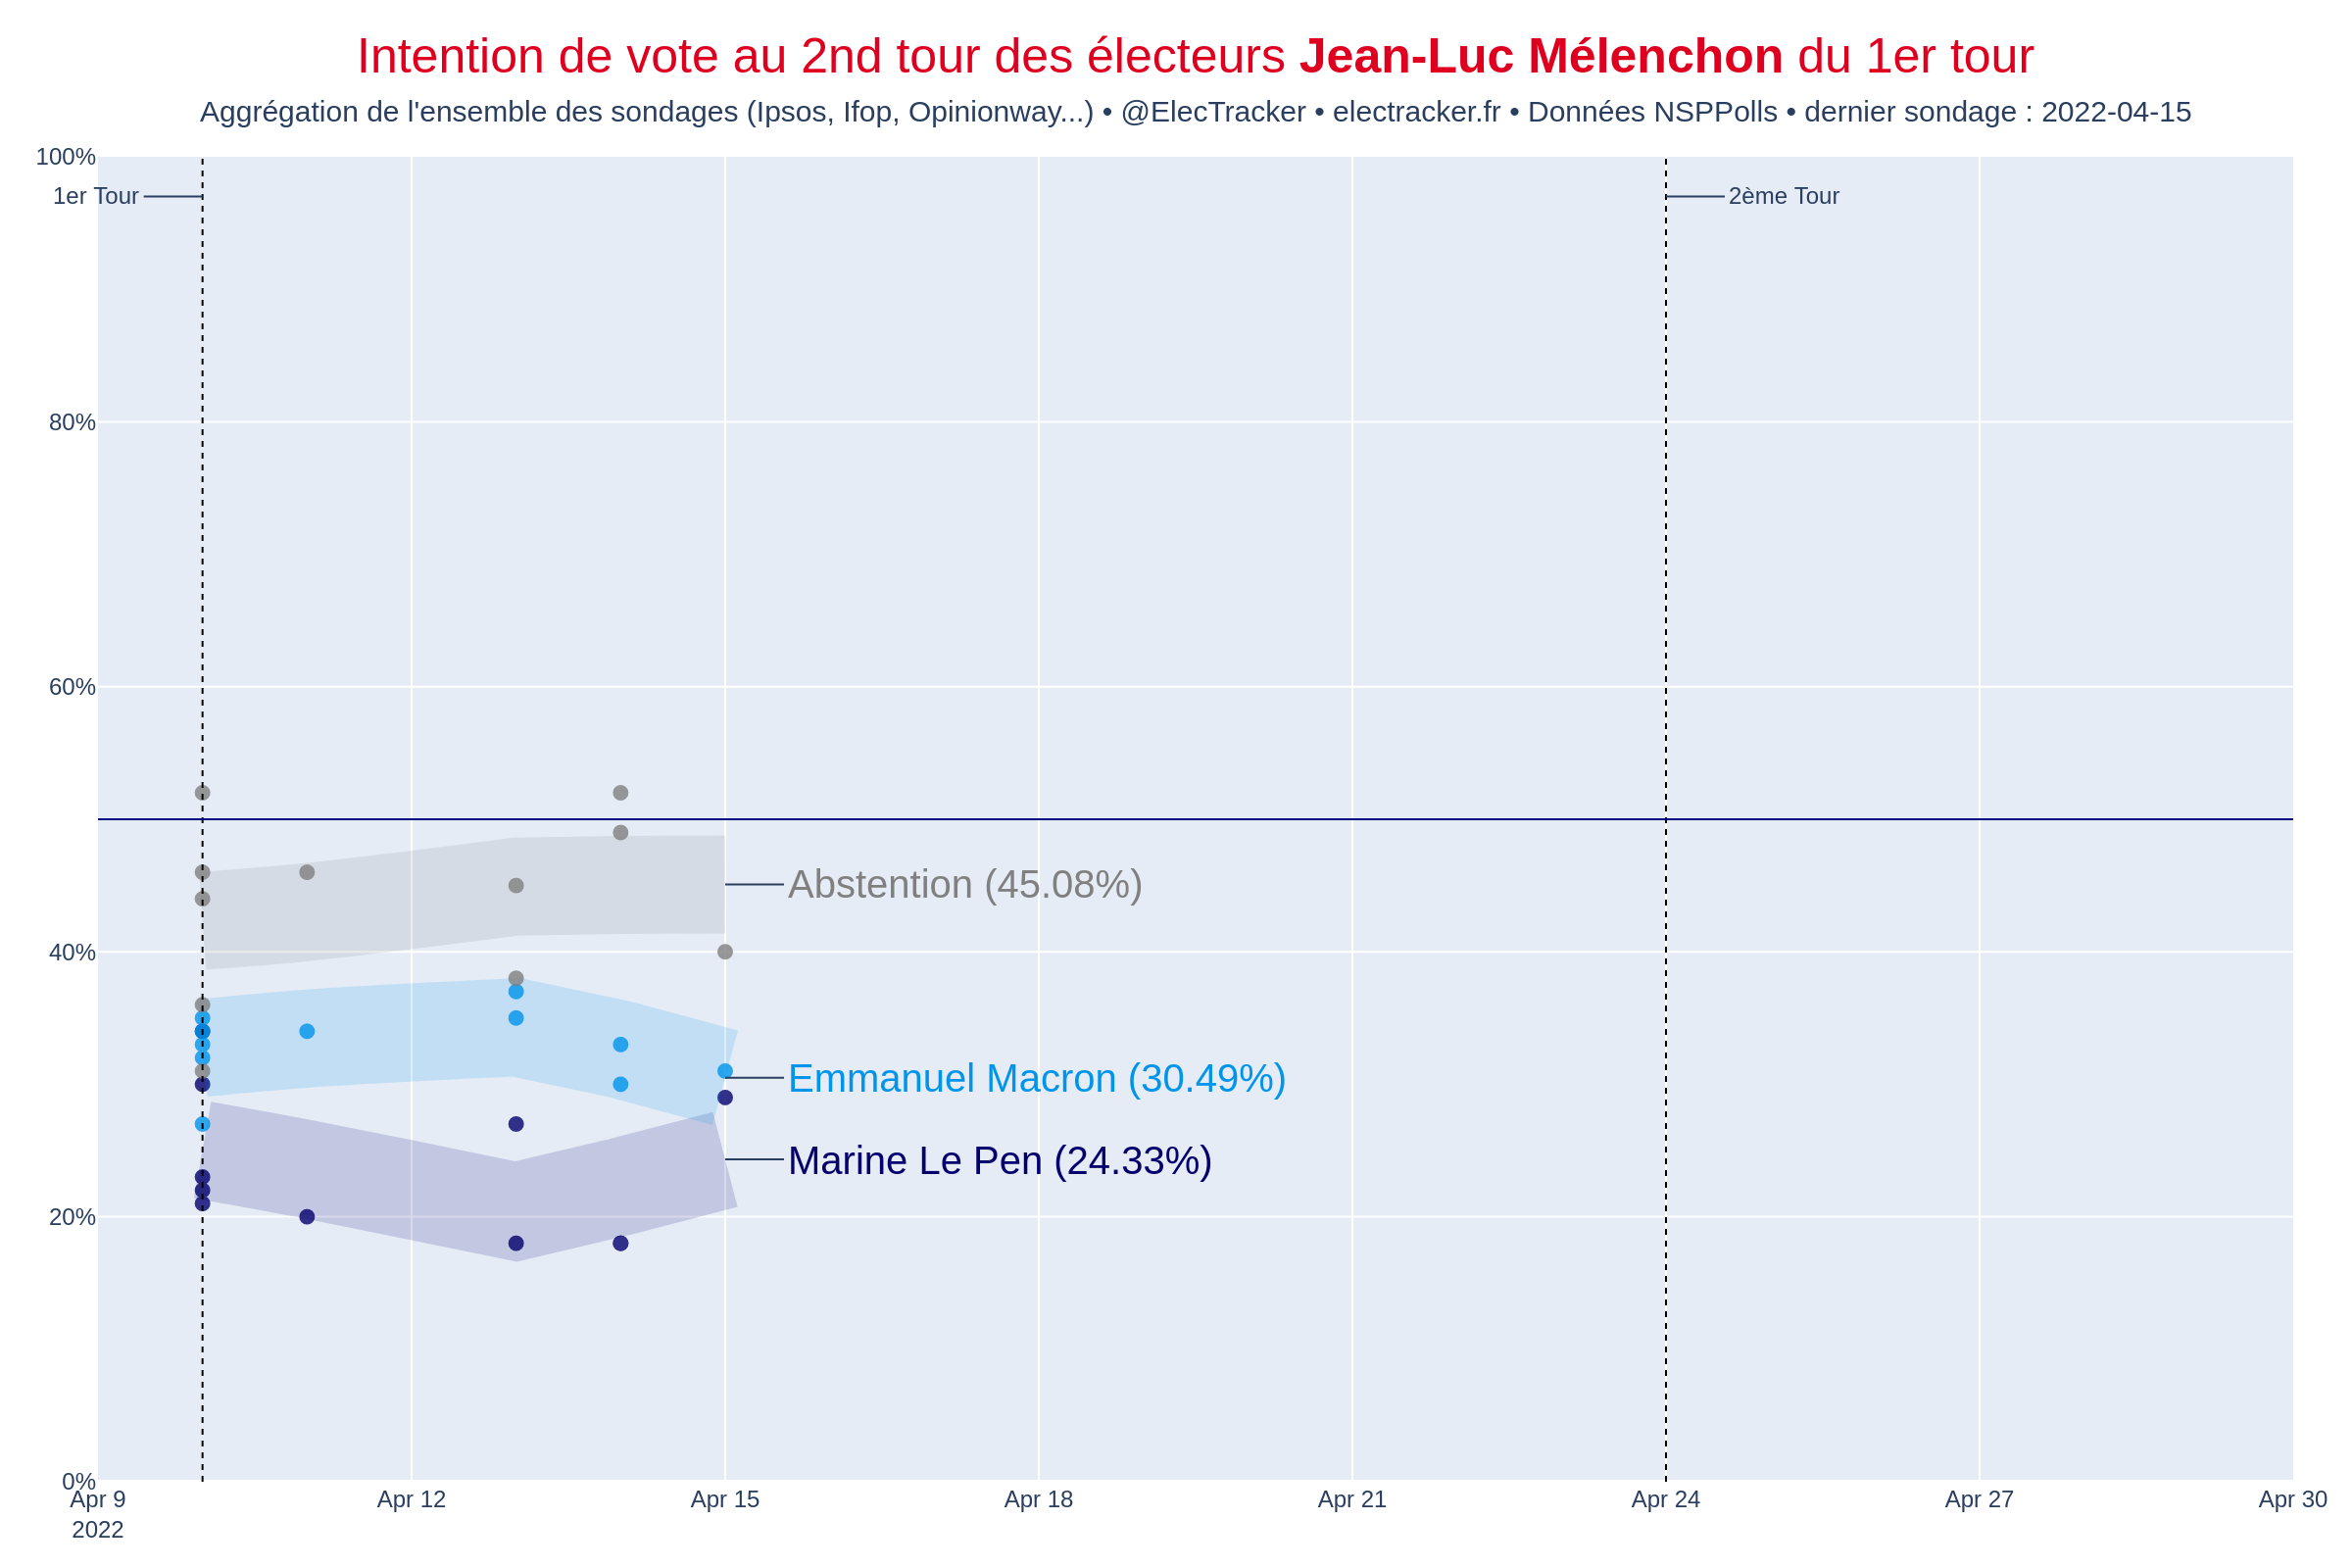 Intention de vote au 2nd tour des électeurs Jean-Luc Mélenchon du 1er tour
Aggrégation de l'ensemble des sondages (Ipsos, Ifop, Opinionway...) • @ElecTracker • electracker.fr • Données NSPPolls • dernier sondage : 2022-04-15
100%
1er Tour
2ème Tour
80%
60%
Abstention (45.08%)
40%
Emmanuel Macron (30.49%)
Marine Le Pen (24.33%)
20%
0%
Apr 9 Apr 12 Apr 15 Apr 18 Apr 21 Apr 24 Apr 27 Apr 30
2022